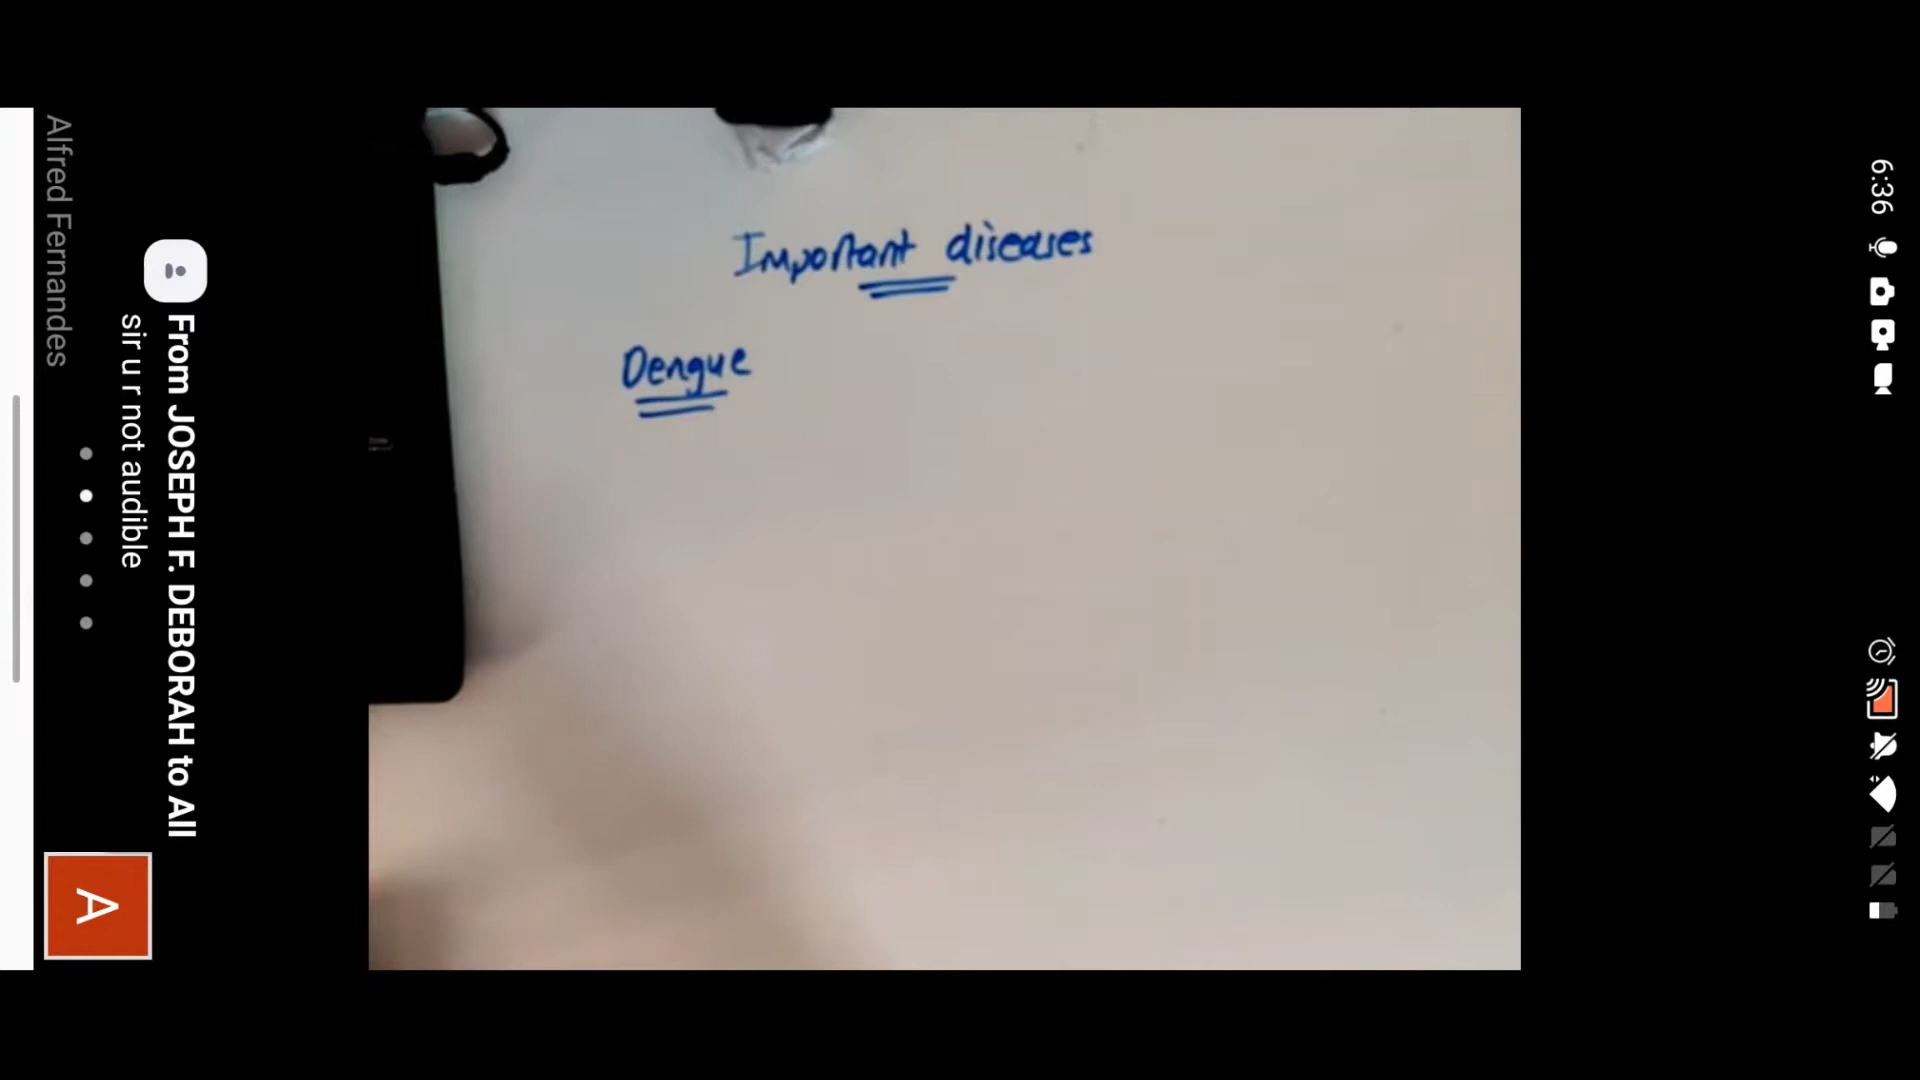 Important diseases
Dengue
6:36
From JOSEPH F. DEBORAH to All
sir u r not audible
Alfred Fernandes
A